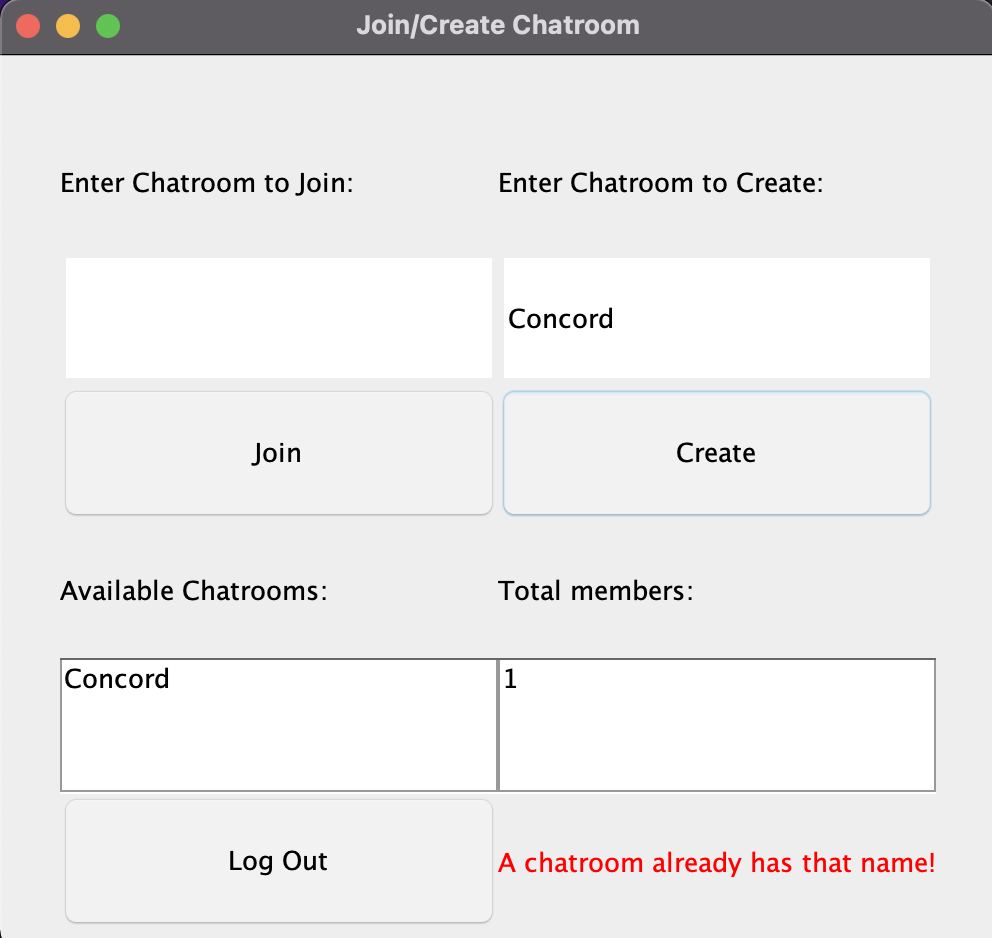 Join/Create Chatroom
Enter Chatroom to Join:
Enter Chatroom to Create:
Concord
Join
Create
Available Chatrooms:
Total members:
Concord
1
Log Out
A chatroom already has that name!